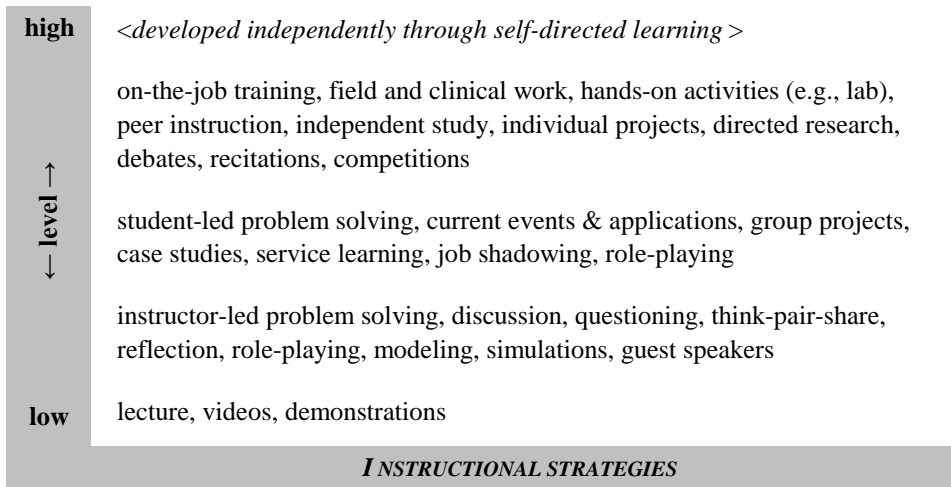 high
<developed independently through self-directed learning >
on-the-job training, field and clinical work, hands-on activities (e.g., lab),
peer instruction, independent study, individual projects, directed research,
debates, recitations, competitions
← level →
student-led problem solving, current events & applications, group projects,
case studies, service learning, job shadowing, role-playing
instructor-led problem solving, discussion, questioning, think-pair-share,
reflection, role-playing, modeling, simulations, guest speakers
low
lecture, videos, demonstrations
I NSTRUCTIONAL STRATEGIES